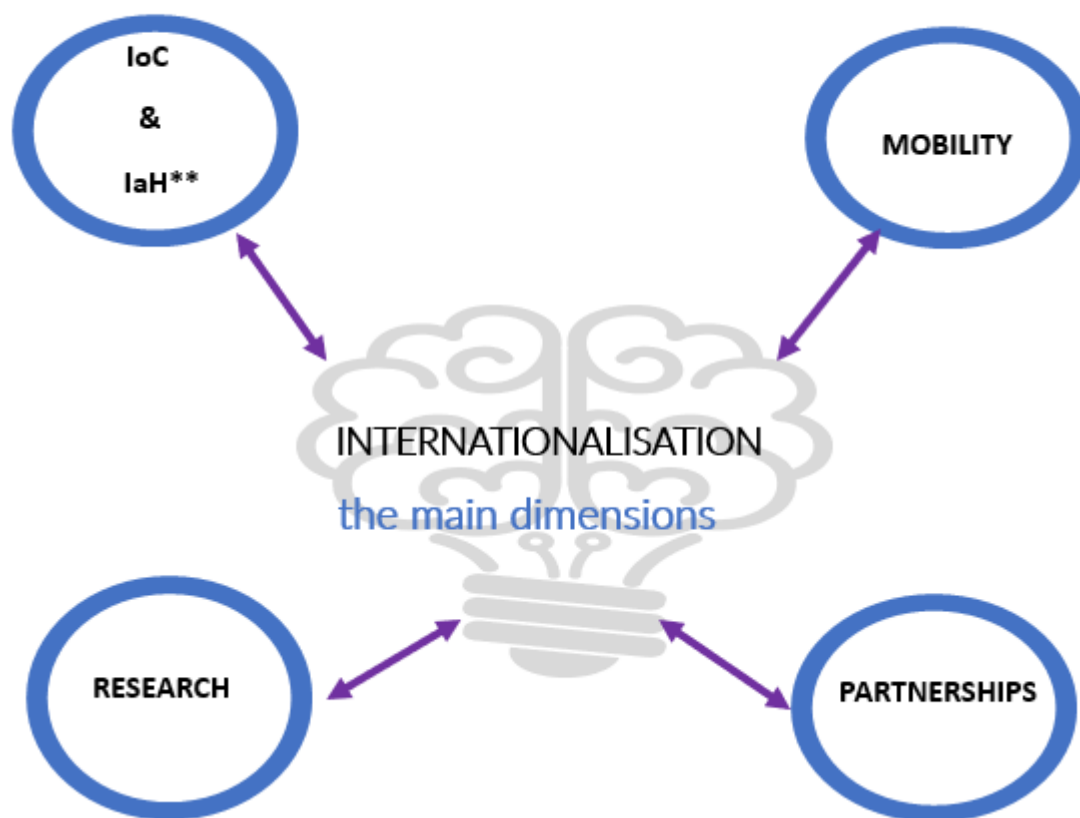 IoC
&
IaH**
MOBILITY
INTERNATIONALISATION
the main dimensions
RESEARCH
PARTNERSHIPS